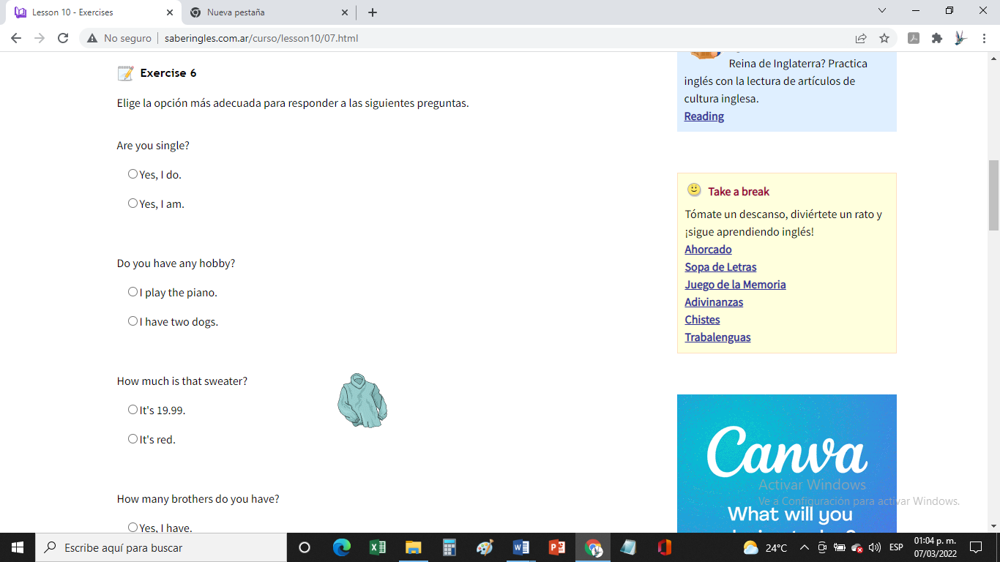 Lesson 10 - Exercises
Nueva pestaña
No seguro
saberingles.com.ar/curso/lesson10/07.html
Exercise 6
Elige la opción más adecuada para responder a las siguientes preguntas.
Are you single?
Yes, I do.
Yes, I am.
Do you have any hobby?
I play the piano.
I have two dogs.
How much is that sweater?
It's 19.99.
It's red.
How many brothers do you have?
Yes, I have.
Reina de Inglaterra? Practica
inglés con la lectura de artículos de
cultura inglesa.
Reading
Take a break
Tómate un descanso, diviértete un rato y
¡sigue aprendiendo inglés!
Ahorcado
Sopa de Letras
Juego de la Memoria
Adivinanzas
Chistes
Trabalenguas
Canva
What will you
Activar Windows
Ve a Configuración para activar Windows.
Escribe aquí para buscar
24°C
ESP
01:04 p. m.
07/03/2022